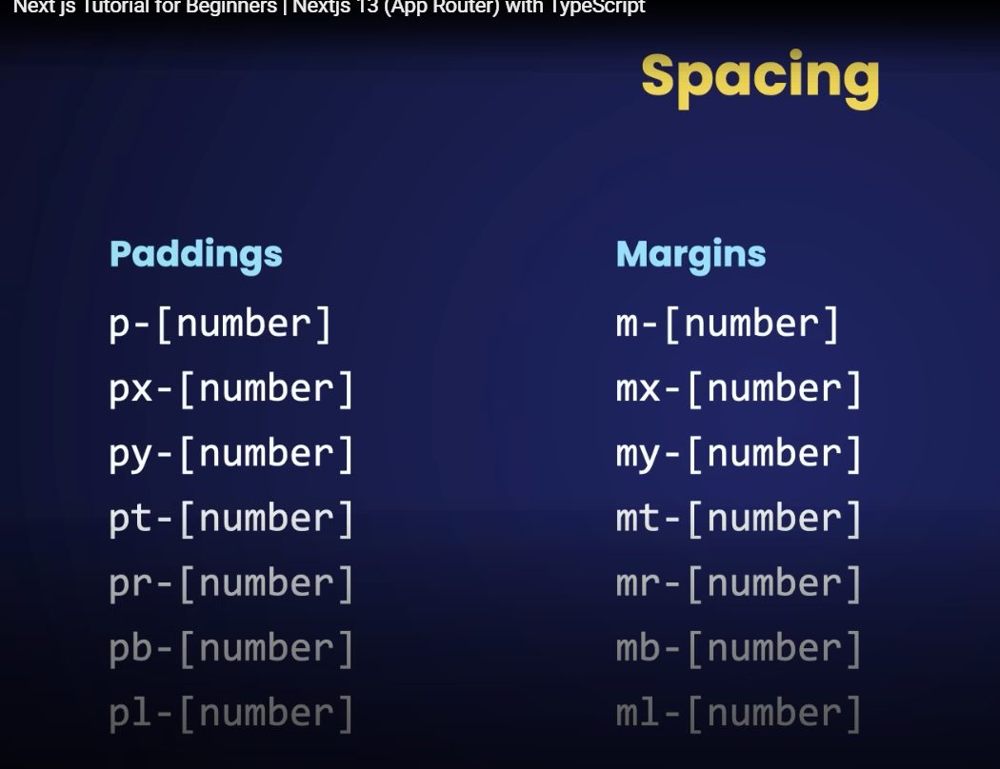 Next js Tutorial for Beginners | Nextjs 13 (App Router) with TypeScript
Spacing
Paddings
p-[number]
px-[number]
py-[number]
pt-[number]
pr-[number]
pb-[number]
pl-[number]
Margins
m-[number]
mx-[number]
my-[number]
mt-[number]
mr-[number]
mb-[number]
ml-[number]